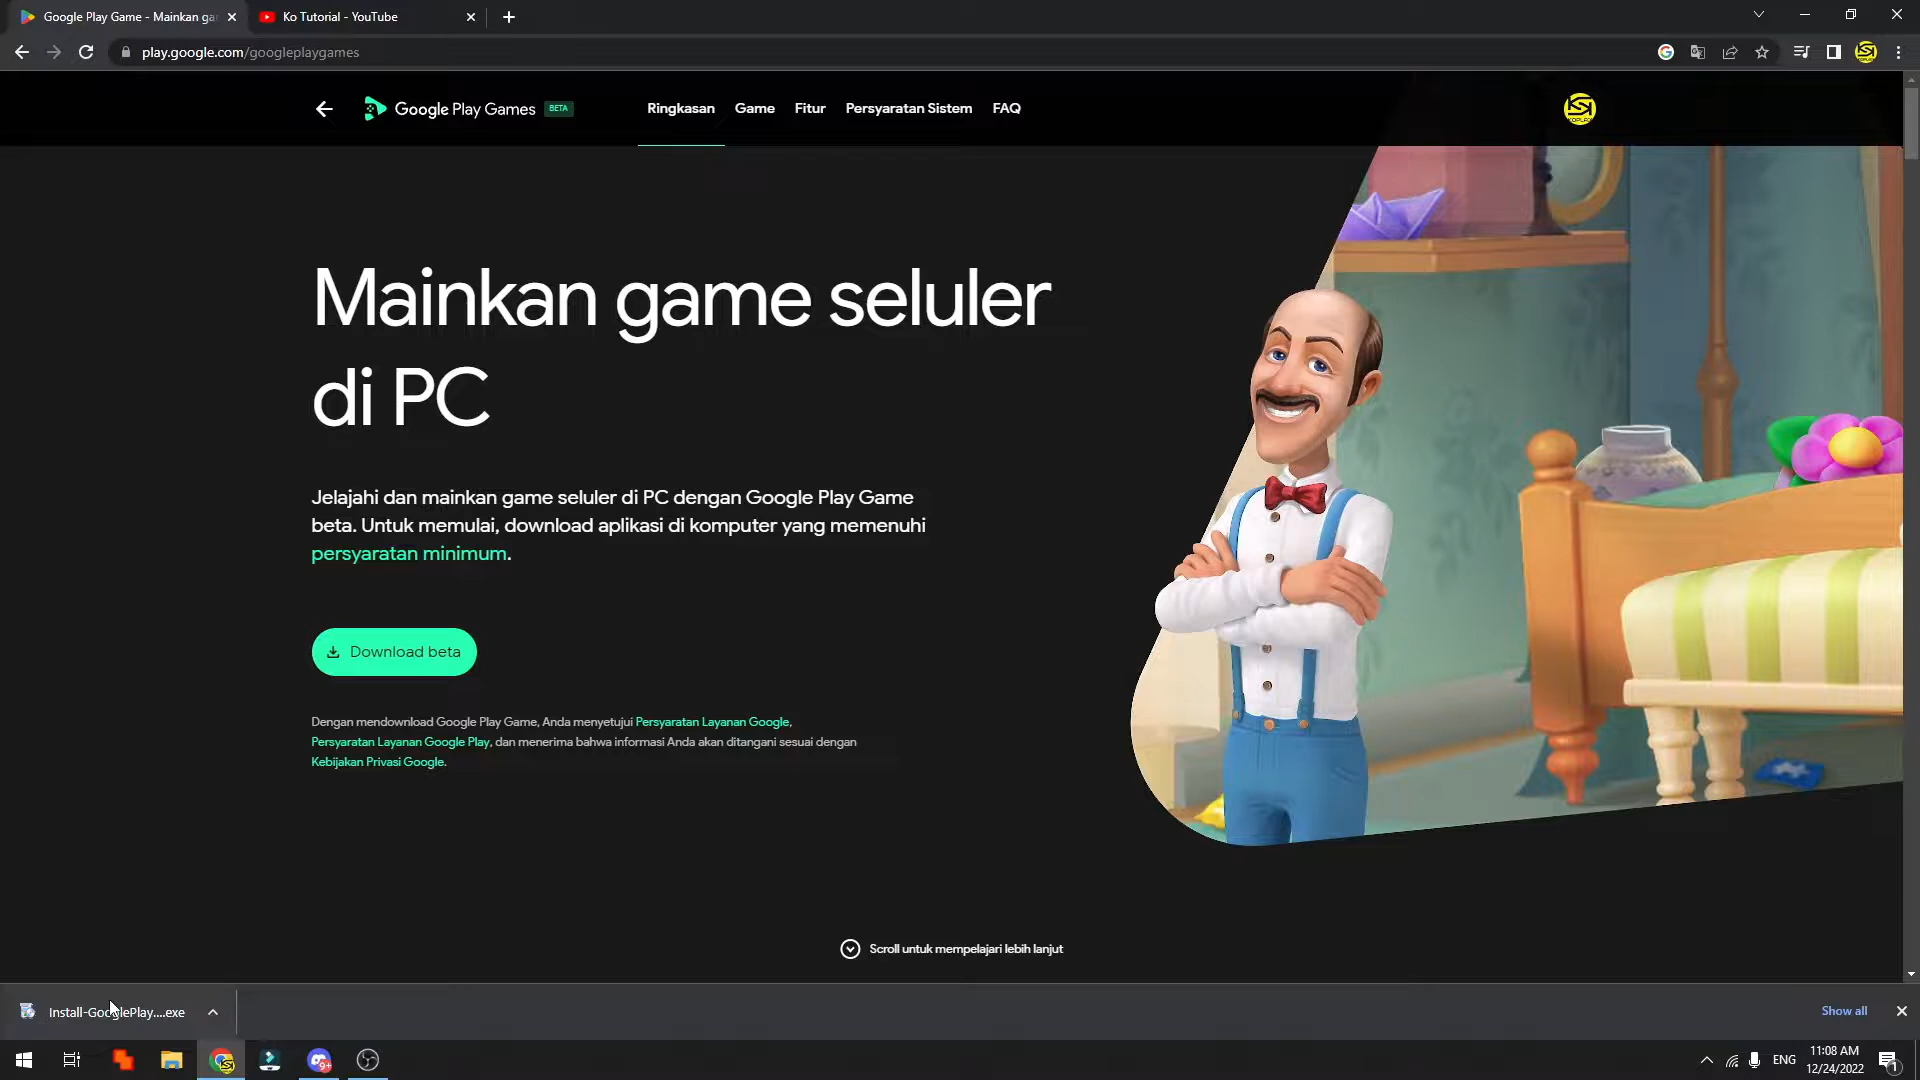 Google Play Game - Mainkan ga
Ko Tutorial - YouTube
play.google.com/googleplaygames
Google Play Games BETA
Ringkasan
Game
Fitur
Persyaratan Sistem
FAQ
Mainkan game seluler
di PC
Jelajahi dan mainkan game seluler di PC dengan Google Play Game
beta. Untuk memulai, download aplikasi di komputer yang memenuhi
persyaratan minimum.
Download beta
Dengan mendownload Google Play Game, Anda menyetujui Persyaratan Layanan Google,
Persyaratan Layanan Google Play, dan menerima bahwa informasi Anda akan ditangani sesuai dengan
Kebijakan Privasi Google.
Scroll untuk mempelajari lebih lanjut
Install-GooglePlay....exe
Show all
9+
ENG
11:08 AM
12/24/2022
1